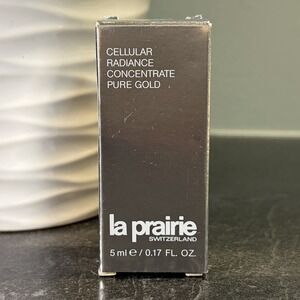 CELLULAR
RADIANCE
CONCENTRATE
PURE GOLD
la prairie
SWITZERLAND
5 ml ℮ / 0.17 FL. OZ.